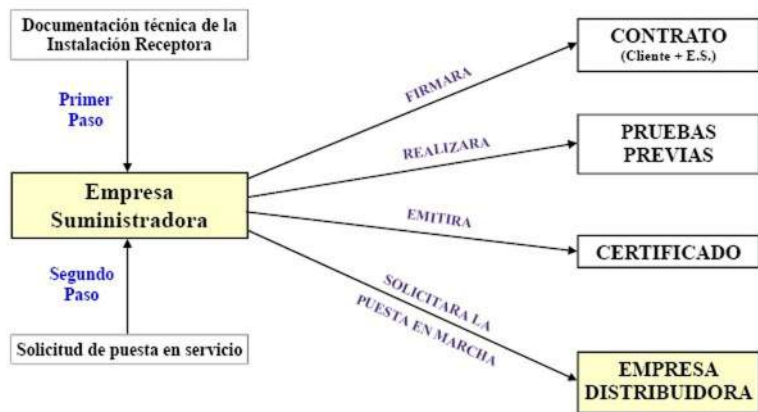 Documentación técnica de la
Instalación Receptora
Primer
Paso
Empresa
Suministradora
Segundo
Paso
Solicitud de puesta en servicio
FIRMARA
REALIZARA
EMITIRA
SOLICITARA LA
PUESTA EN MARCHA
CONTRATO
(Cliente + E.S.)
PRUEBAS
PREVIAS
CERTIFICADO
EMPRESA
DISTRIBUIDORA